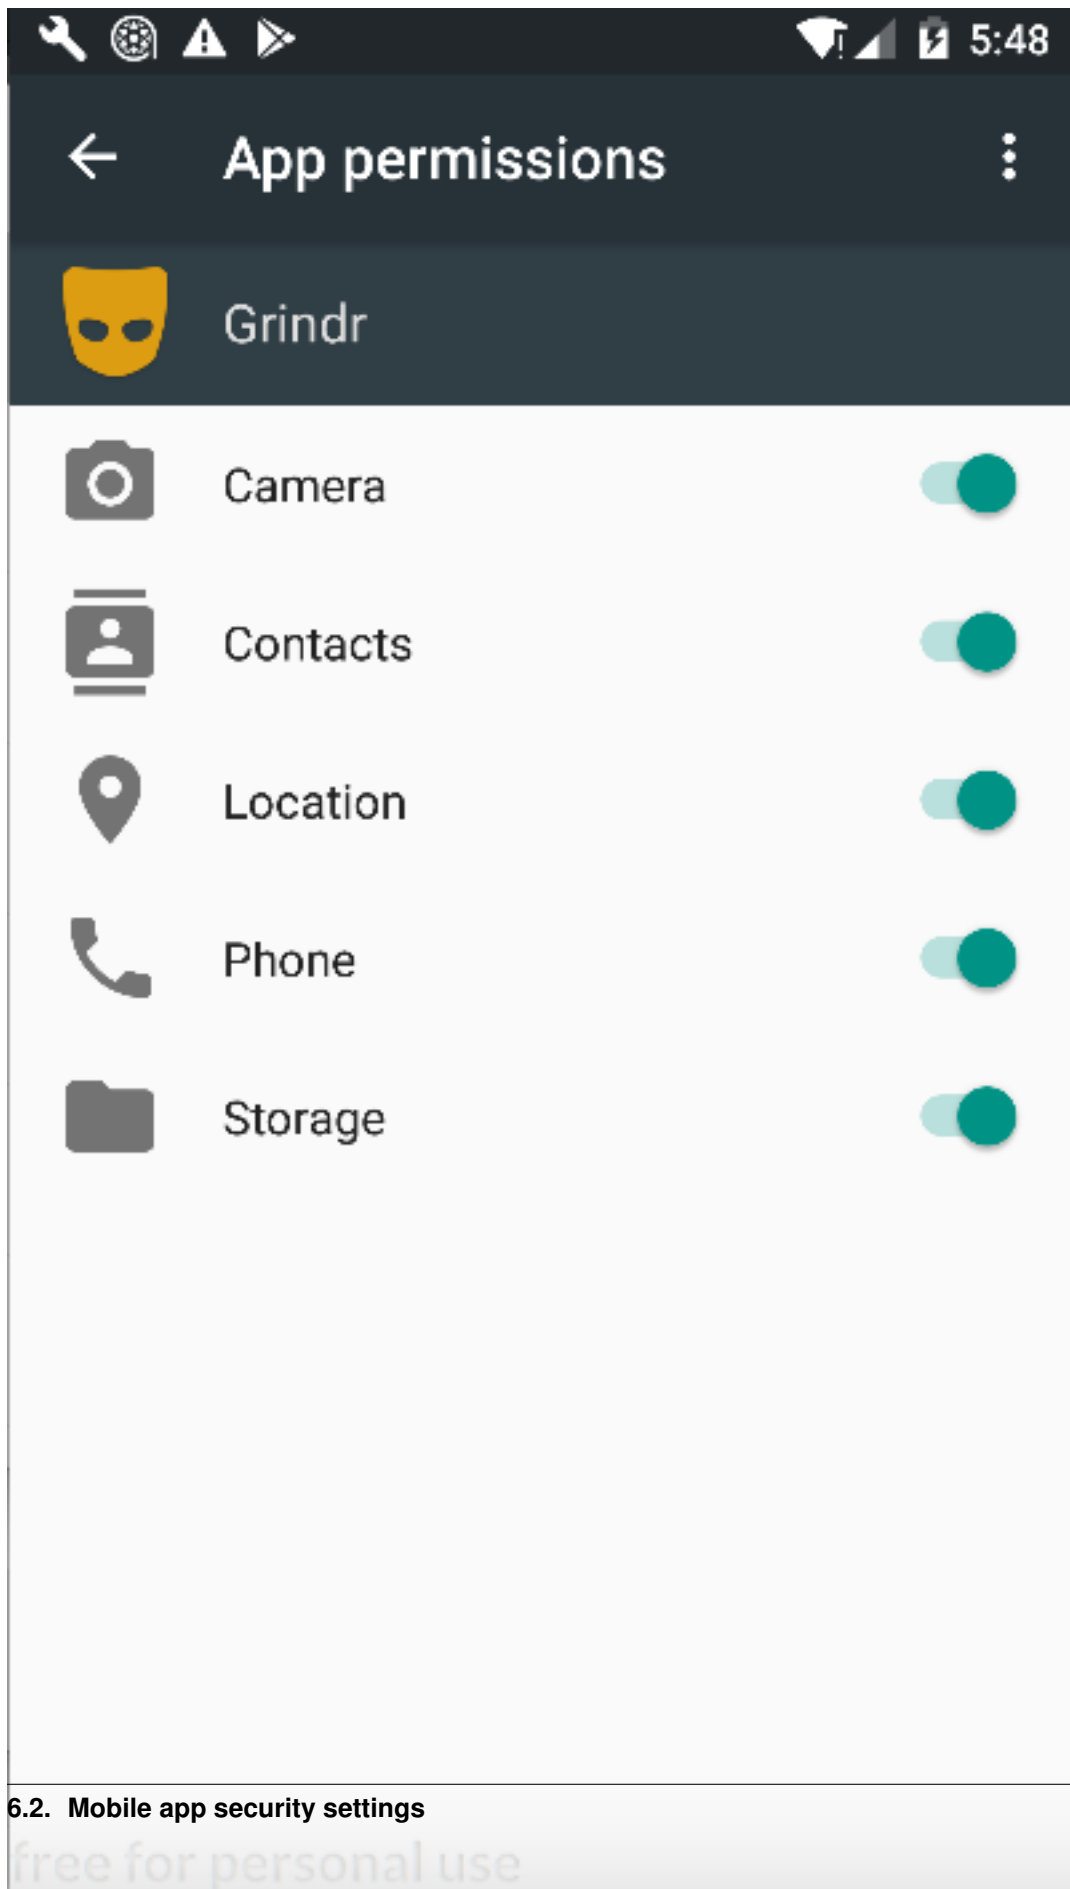 5:48
App permissions
Grindr
Camera
Contacts
Location
Phone
Storage
6.2. Mobile app security settings
free for personal use